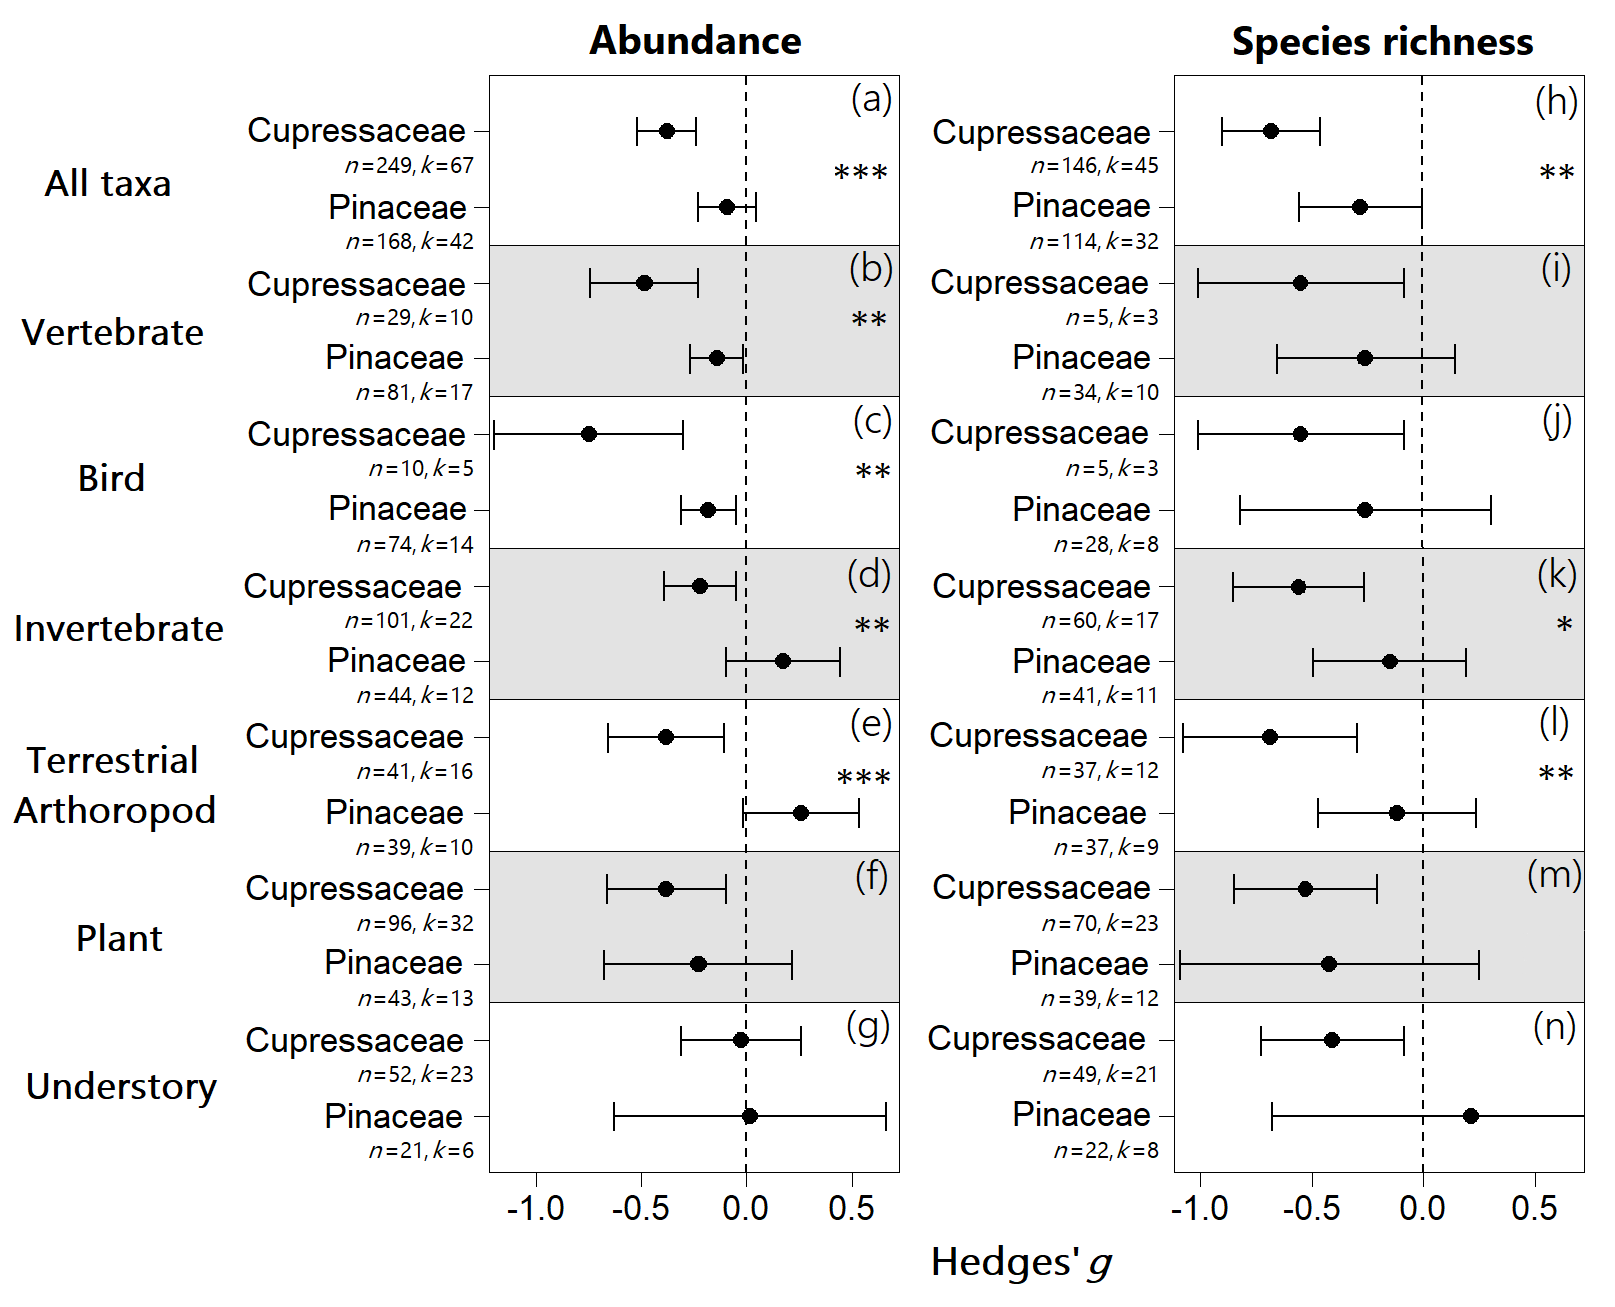 Abundance
Species richness
All taxa
Cupressaceae
n=249, k=67
Pinaceae
n=168, k=42
(a)
***
Cupressaceae
n=146, k=45
Pinaceae
n=114, k=32
(h)
**
Vertebrate
Cupressaceae
n=29, k=10
Pinaceae
n=81, k=17
(b)
**
Cupressaceae
n=5, k=3
Pinaceae
n=34, k=10
(i)
Bird
Cupressaceae
n=10, k=5
Pinaceae
n=74, k=14
(c)
**
Cupressaceae
n=5, k=3
Pinaceae
n=28, k=8
(j)
Invertebrate
Cupressaceae
n=101, k=22
Pinaceae
n=44, k=12
(d)
**
Cupressaceae
n=60, k=17
Pinaceae
n=41, k=11
(k)
*
Terrestrial
Arthoropod
Cupressaceae
n=41, k=16
Pinaceae
n=39, k=10
(e)
***
Cupressaceae
n=37, k=12
Pinaceae
n=37, k=9
(l)
**
Plant
Cupressaceae
n=96, k=32
Pinaceae
n=43, k=13
(f)
Cupressaceae
n=70, k=23
Pinaceae
n=39, k=12
(m)
Understory
Cupressaceae
n=52, k=23
Pinaceae
n=21, k=6
(g)
Cupressaceae
n=49, k=21
Pinaceae
n=22, k=8
(n)
-1.0 -0.5 0.0 0.5
-1.0 -0.5 0.0 0.5
Hedges' g